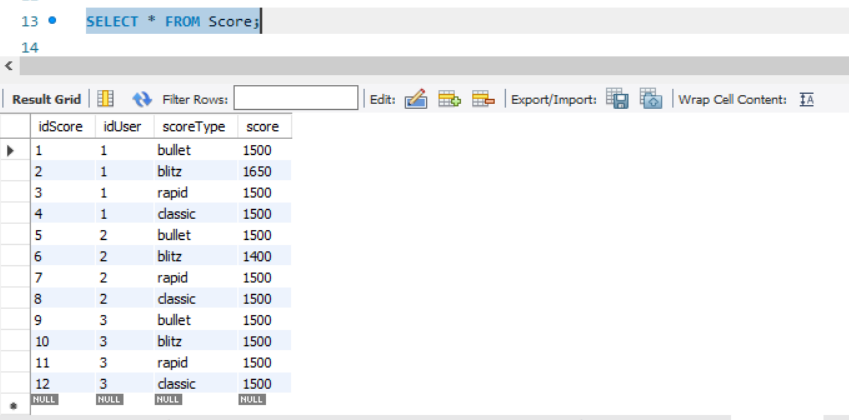 13 SELECT * FROM Score;
14
Result Grid Filter Rows: Edit: Export/Import: Wrap Cell Content:
idScore idUser scoreType score
1 1 bullet 1500
2 1 blitz 1650
3 1 rapid 1500
4 1 classic 1500
5 2 bullet 1500
6 2 blitz 1400
7 2 rapid 1500
8 2 classic 1500
9 3 bullet 1500
10 3 blitz 1500
11 3 rapid 1500
12 3 classic 1500
NULL NULL NULL NULL